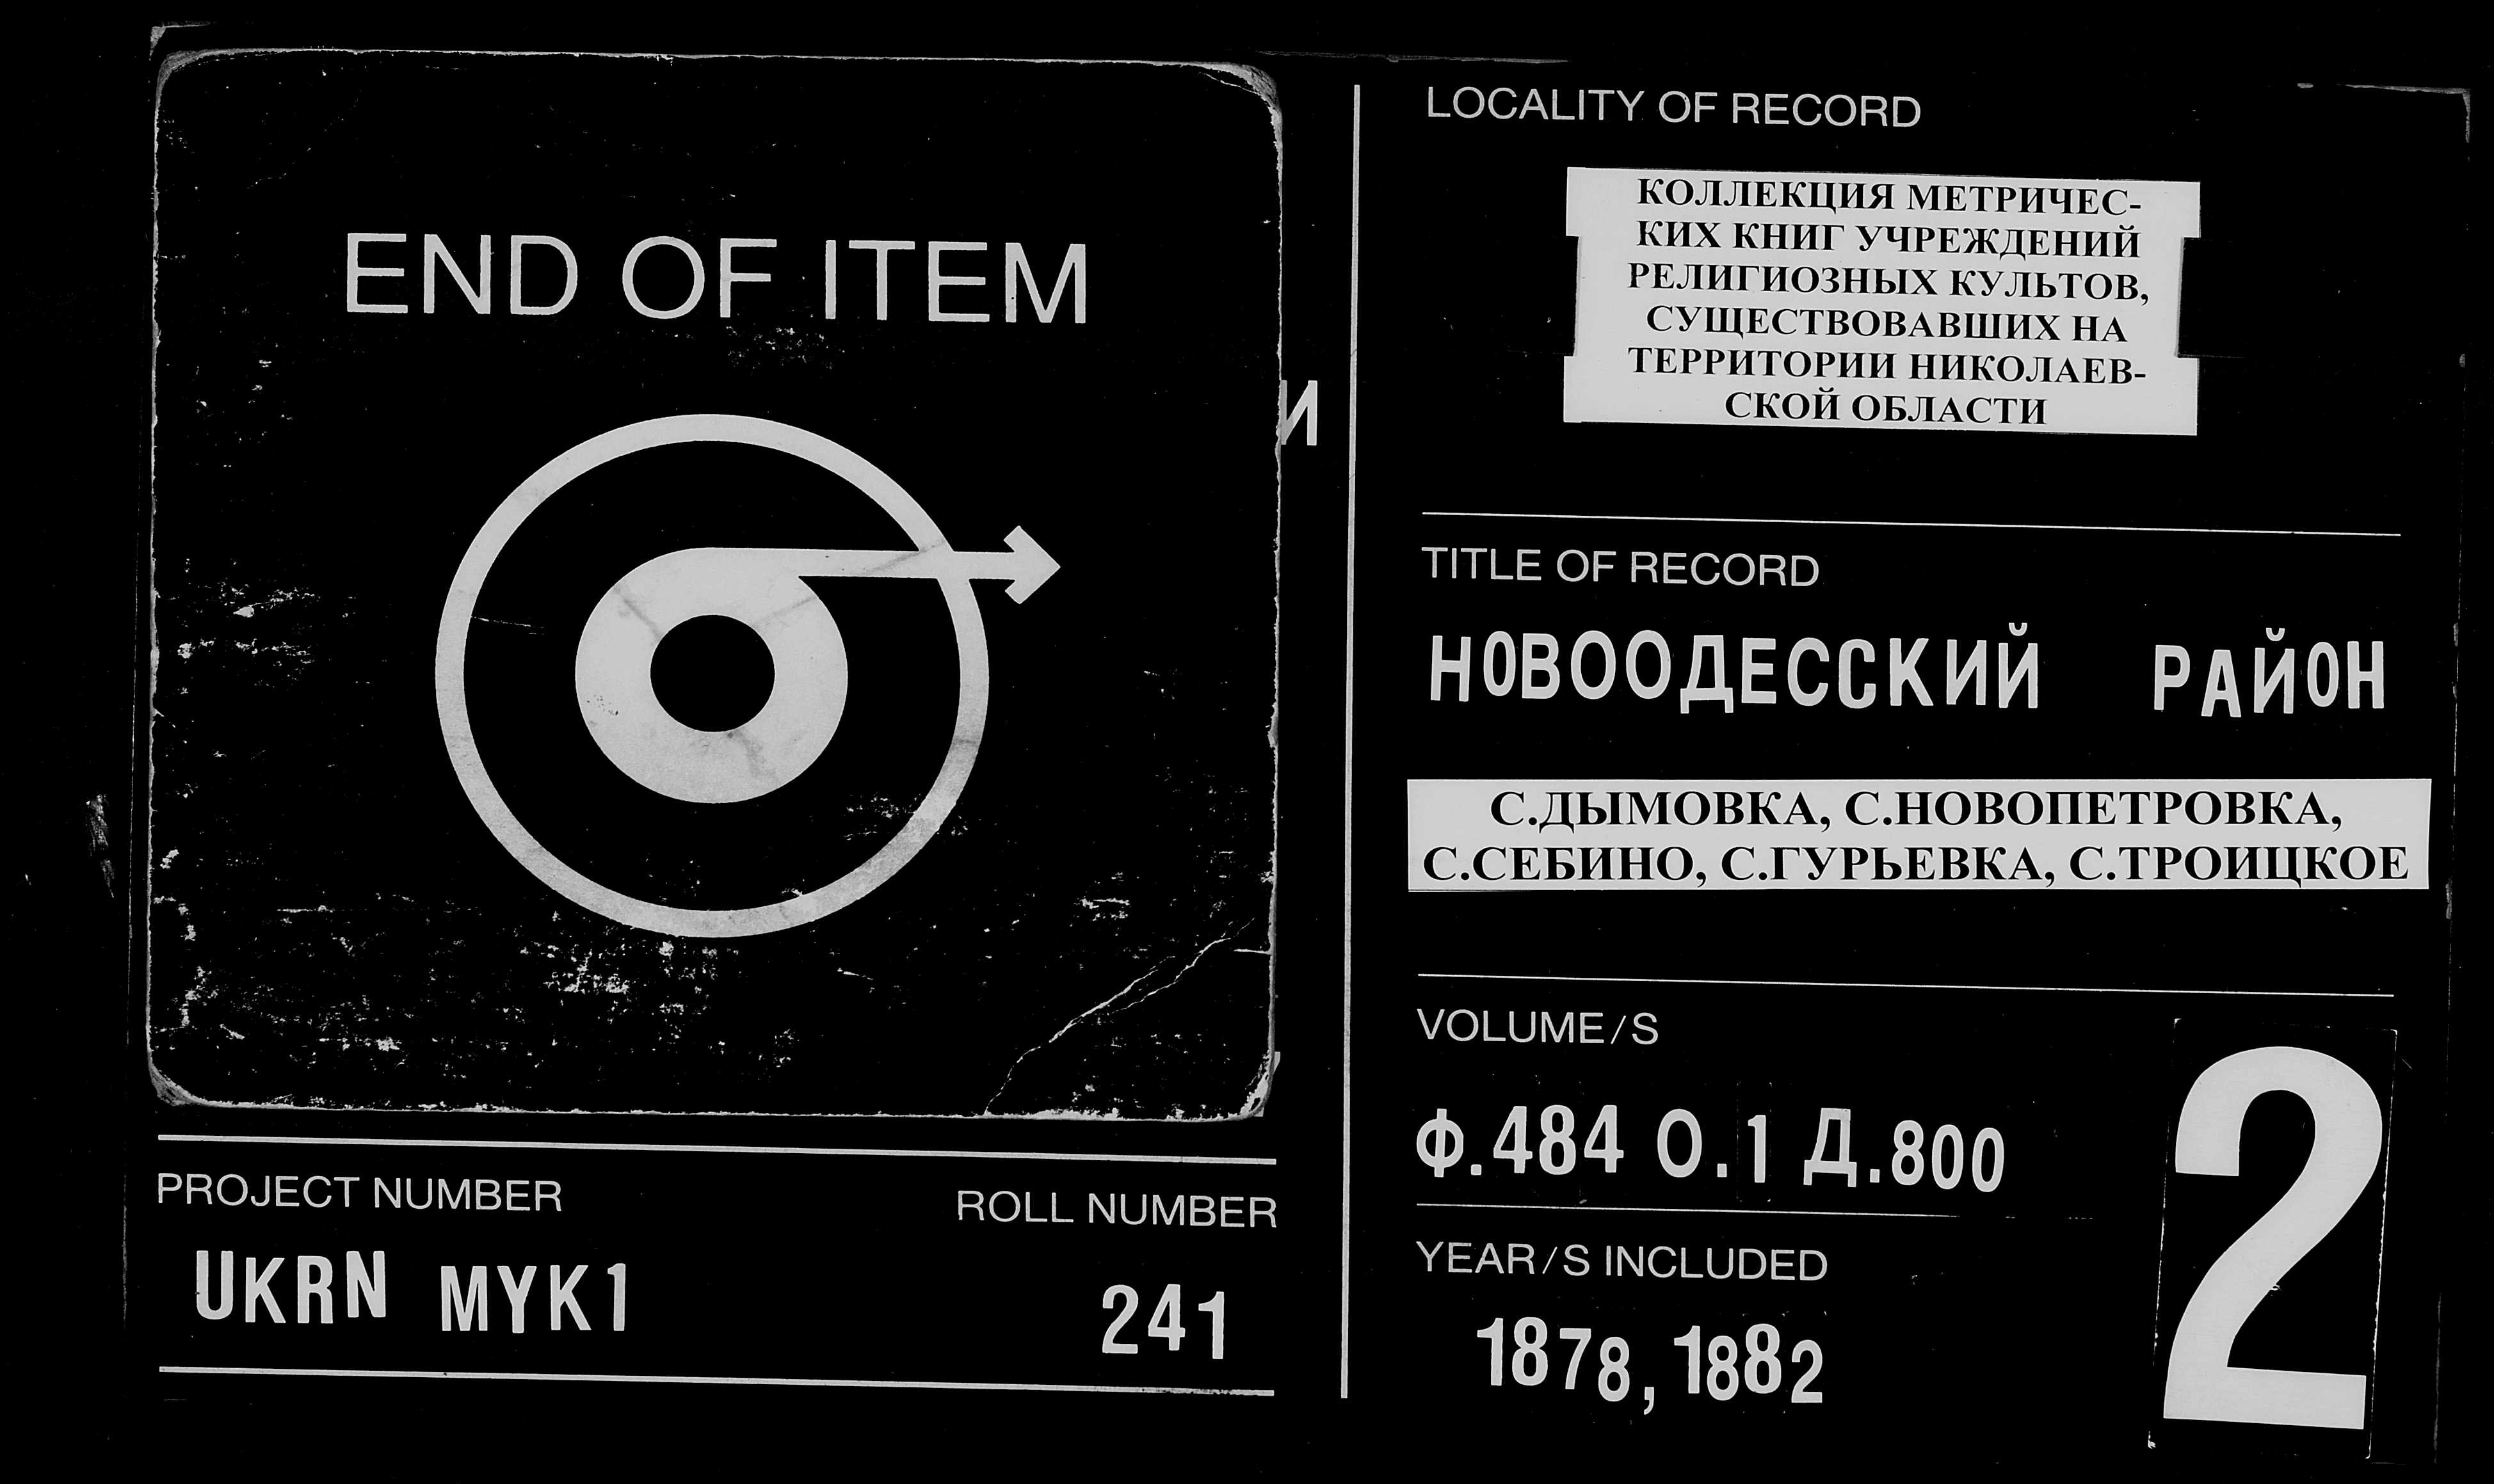 END OF ITEM
И
PROJECT NUMBER
ROLL NUMBER
UKRN MYK1
241
LOCALITY OF RECORD
КОЛЛЕКЦИЯ МЕТРИЧЕС-
КИХ КНИГ УЧРЕЖДЕНИЙ
РЕЛИГИОЗНЫХ КУЛЬТОВ,
СУЩЕСТВОВАВШИХ НА
ТЕРРИТОРИИ НИКОЛАЕВ-
СКОЙ ОБЛАСТИ
TITLE OF RECORD
НОВООДЕССКИЙ РАЙОН
С.ДЫМОВКА, С.НОВОПЕТРОВКА,
С.СЕБИНО, С.ГУРЬЕВКА, С.ТРОИЦКОЕ
VOLUME/S
Ф.484 О.1 Д.800
YEAR/S INCLUDED
1878, 1882
2